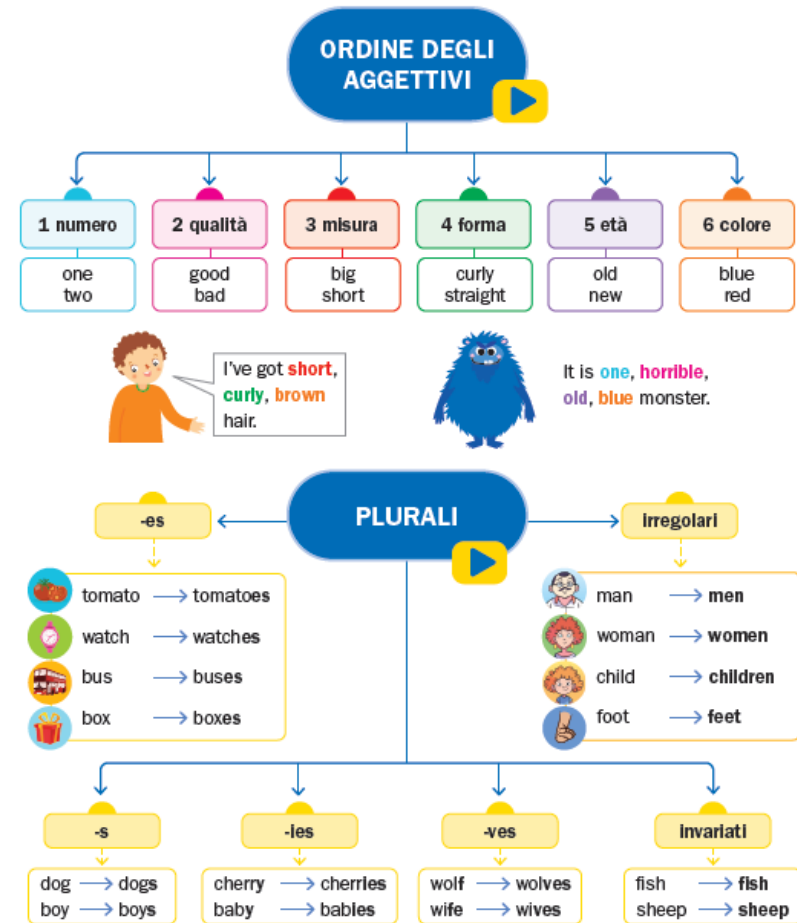 ORDINE DEGLI
AGGETTIVI
1 numero
2 qualità
3 misura
4 forma
5 età
6 colore
one
two
good
bad
big
short
curly
straight
old
new
blue
red
I've got short,
curly, brown
hair.
It is one, horrible,
old, blue monster.
PLURALI
-es
tomato → tomatoes
watch → watches
bus → buses
box → boxes
irregolari
man → men
woman → women
child → children
foot → feet
-s
dog → dogs
boy → boys
-ies
cherry → cherries
baby → babies
-ves
wolf → wolves
wife → wives
invariati
fish → fish
sheep → sheep